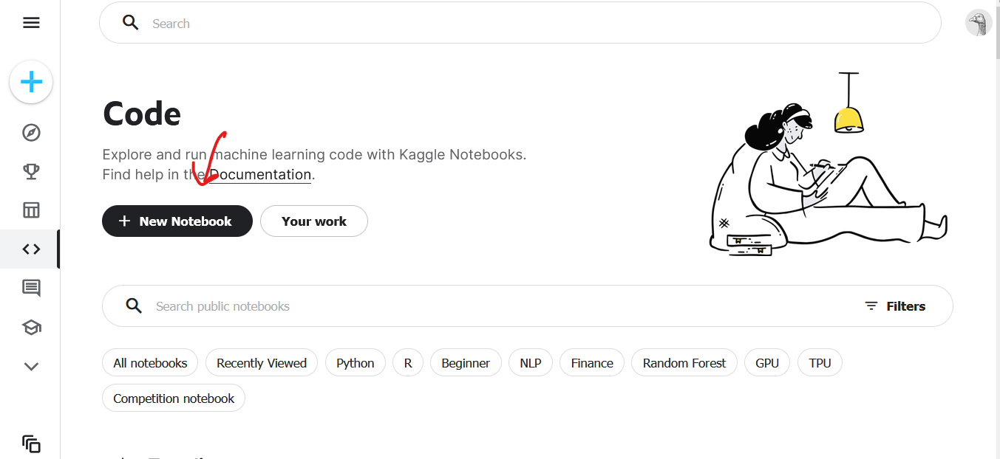 Search
Code
Explore and run machine learning code with Kaggle Notebooks.
Find help in the Documentation.
+ New Notebook
Your work
Search public notebooks
Filters
All notebooks
Recently Viewed
Python
R
Beginner
NLP
Finance
Random Forest
GPU
TPU
Competition notebook